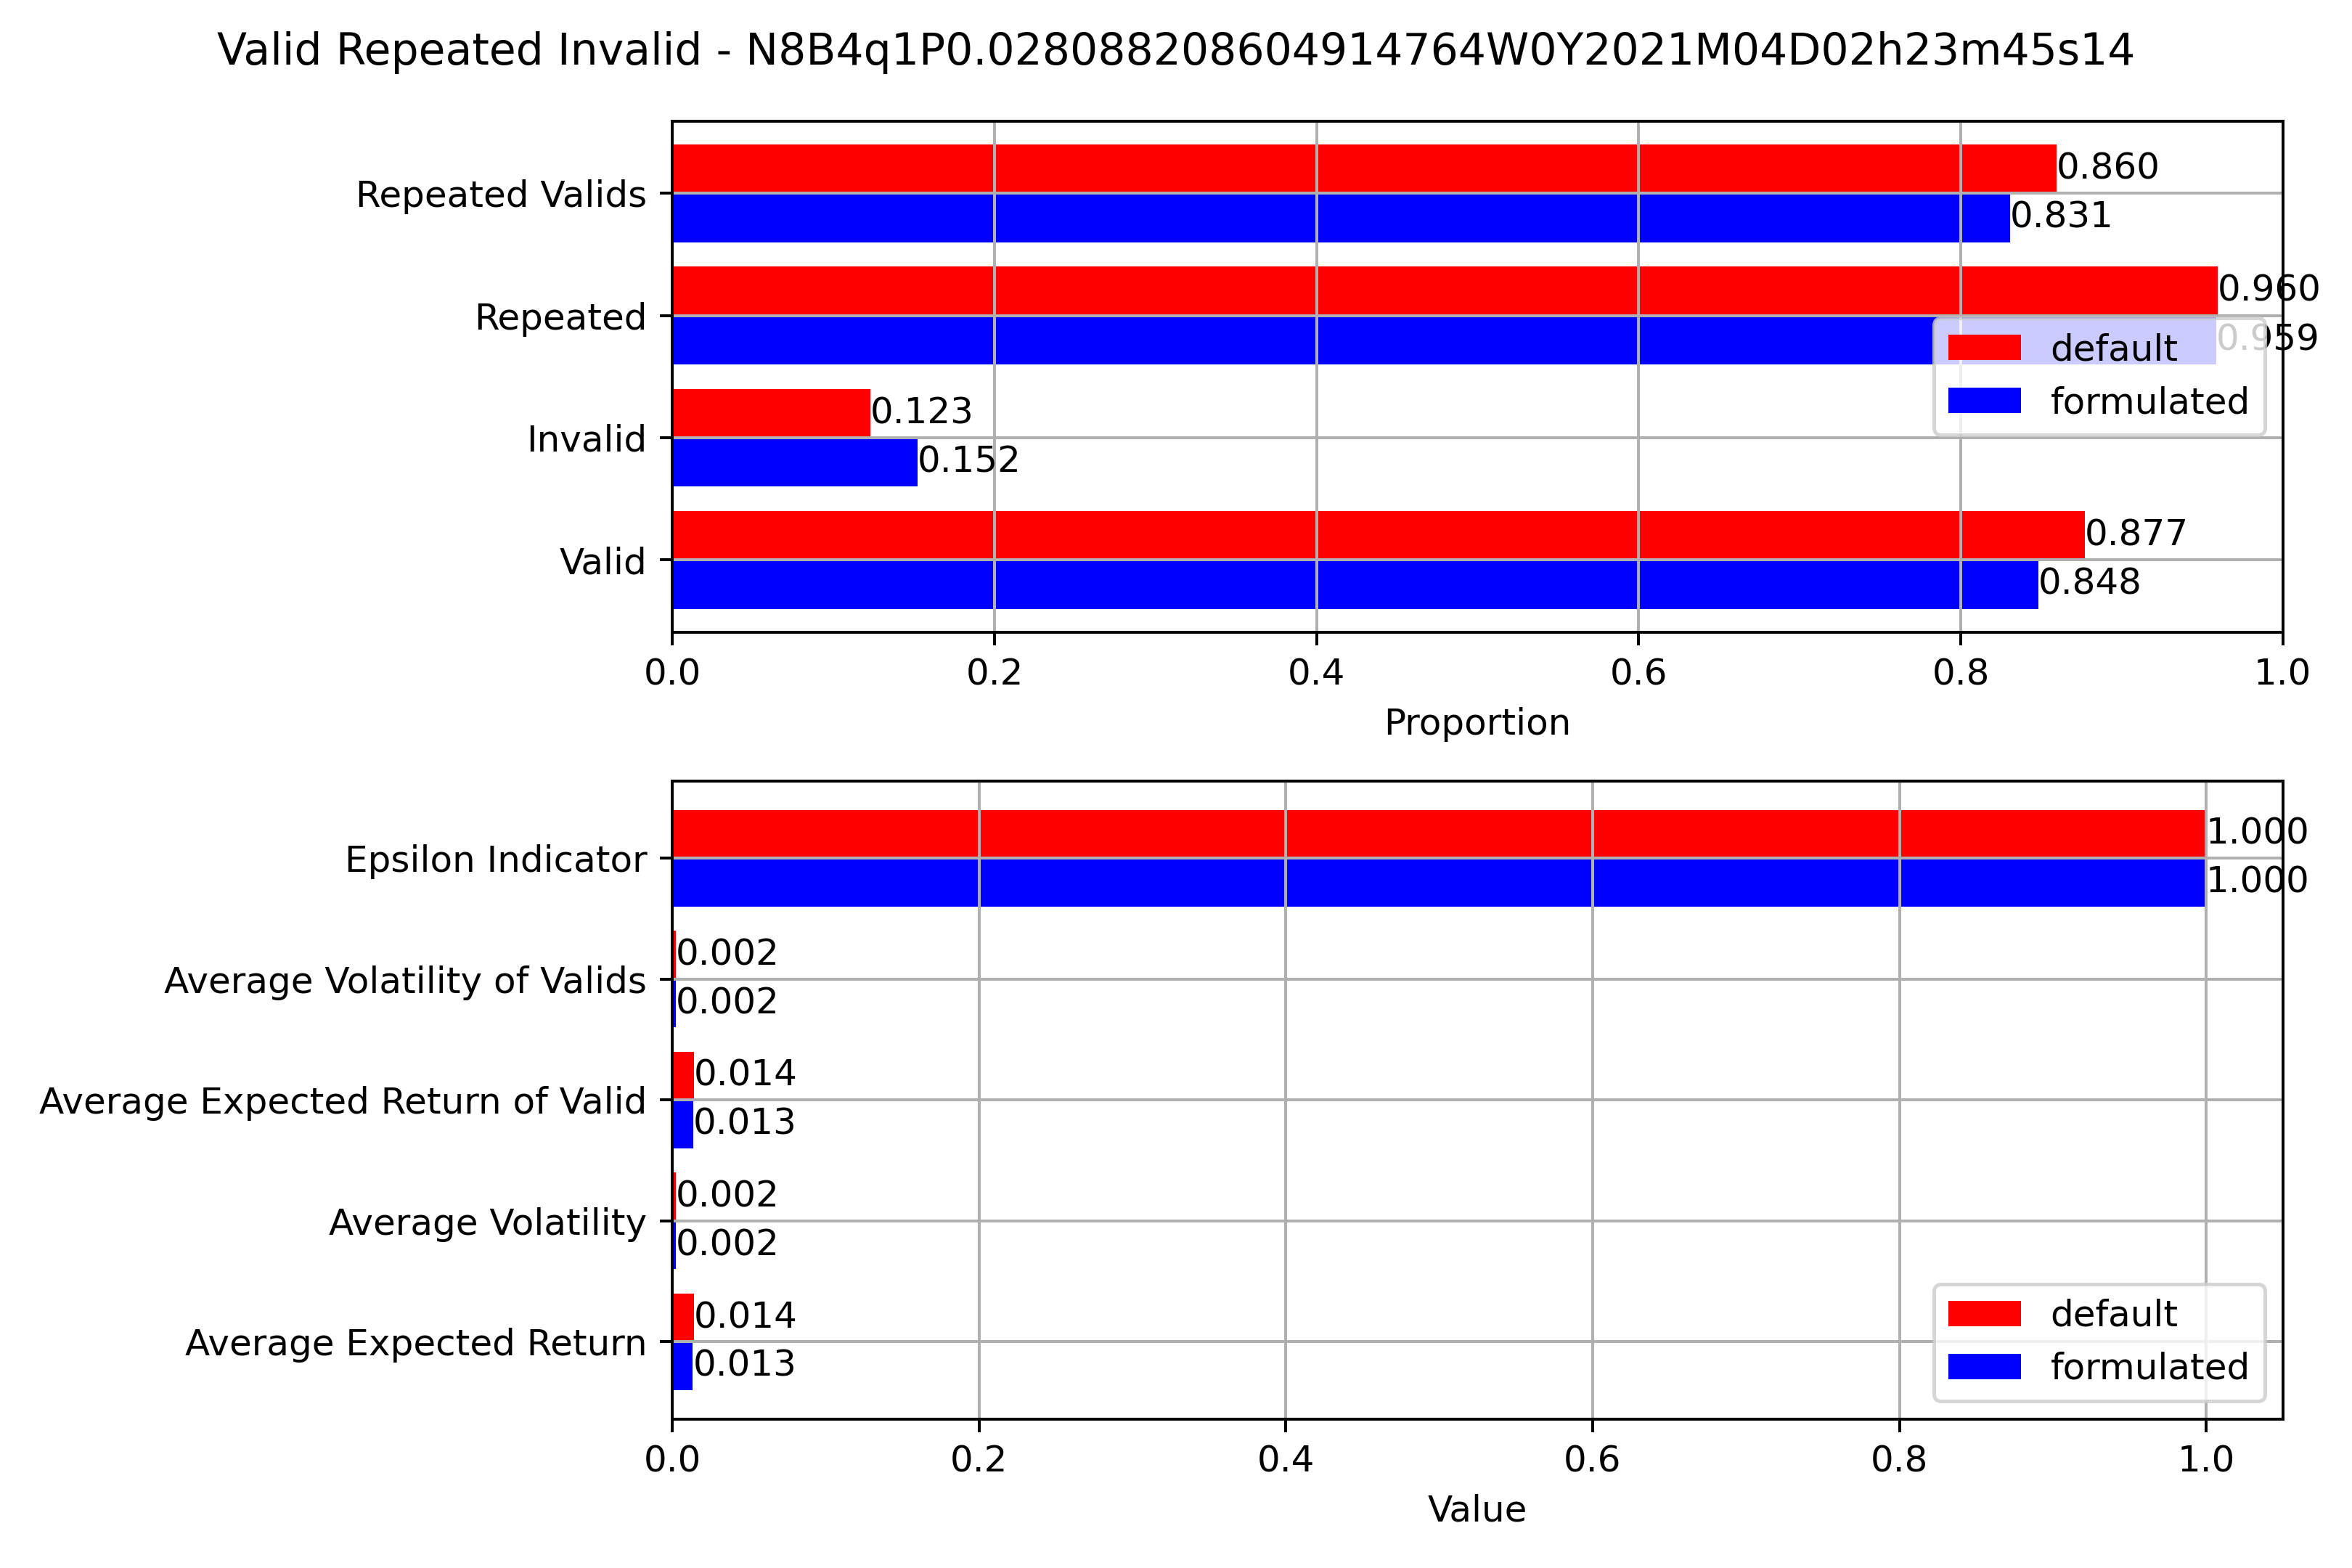 Valid Repeated Invalid - N8B4q1P0.028088208604914764W0Y2021M04D02h23m45s14
Repeated Valids
0.860
0.831
Repeated
0.960
0.959
default
formulated
Invalid
0.123
0.152
Valid
0.877
0.848
0.0 0.2 0.4 0.6 0.8 1.0
Proportion
Epsilon Indicator
1.000
1.000
Average Volatility of Valids
0.002
0.002
Average Expected Return of Valid
0.014
0.013
Average Volatility
0.002
0.002
Average Expected Return
0.014
0.013
default
formulated
0.0 0.2 0.4 0.6 0.8 1.0
Value